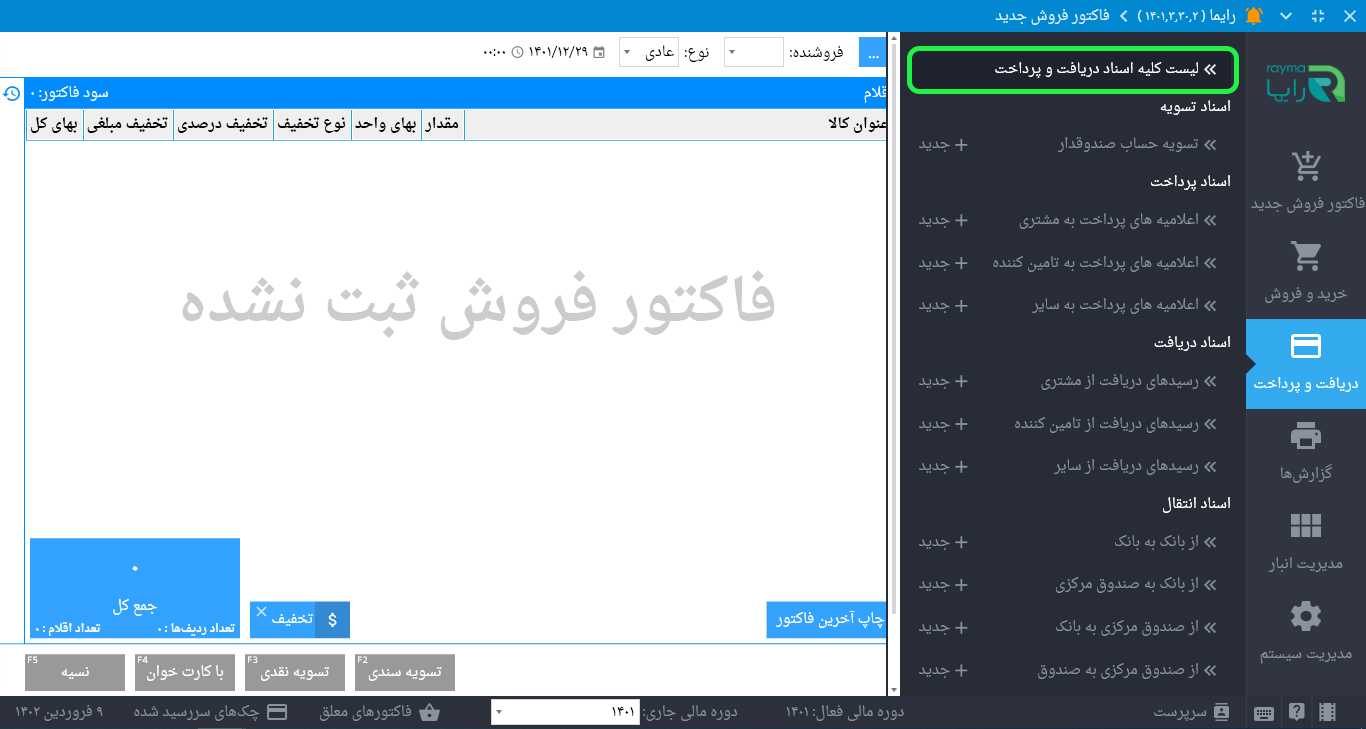 رایما ( ۱۴۰۱,۳,۳۰,۲ ) > فاکتور فروش جدید
rayma
رایما
فاکتور فروش جدید
خرید و فروش
دریافت و پرداخت
گزارش‌ها
مدیریت انبار
مدیریت سیستم
لیست کلیه اسناد دریافت و پرداخت
اسناد تسویه
تسویه حساب صندوقدار + جدید
اسناد پرداخت
اعلامیه های پرداخت به مشتری + جدید
اعلامیه های پرداخت به تامین کننده + جدید
اعلامیه های پرداخت به سایر + جدید
اسناد دریافت
رسیدهای دریافت از مشتری + جدید
رسیدهای دریافت از تامین کننده + جدید
رسیدهای دریافت از سایر + جدید
اسناد انتقال
از بانک به بانک + جدید
از بانک به صندوق مرکزی + جدید
از صندوق مرکزی به بانک + جدید
از صندوق مرکزی به صندوق + جدید
... فروشنده: نوع: عادی ۱۴۰۱/۱۲/۲۹ ۰۰:۰۰
قلام سود فاکتور: ۰
عنوان کالا مقدار بهای واحد نوع تخفیف تخفیف درصدی تخفیف مبلغی بهای کل
فاکتور فروش ثبت نشده
چاپ آخرین فاکتور
$ تخفیف ×
۰
جمع کل
تعداد ردیف‌ها : ۰ تعداد اقلام : ۰
F2 تسویه سندی
F3 تسویه نقدی
F4 با کارت خوان
F5 نسیه
سرپرست دوره مالی فعال: ۱۴۰۱ دوره مالی جاری: ۱۴۰۱ فاکتورهای معلق چک‌های سررسید شده ۹ فروردین ۱۴۰۲